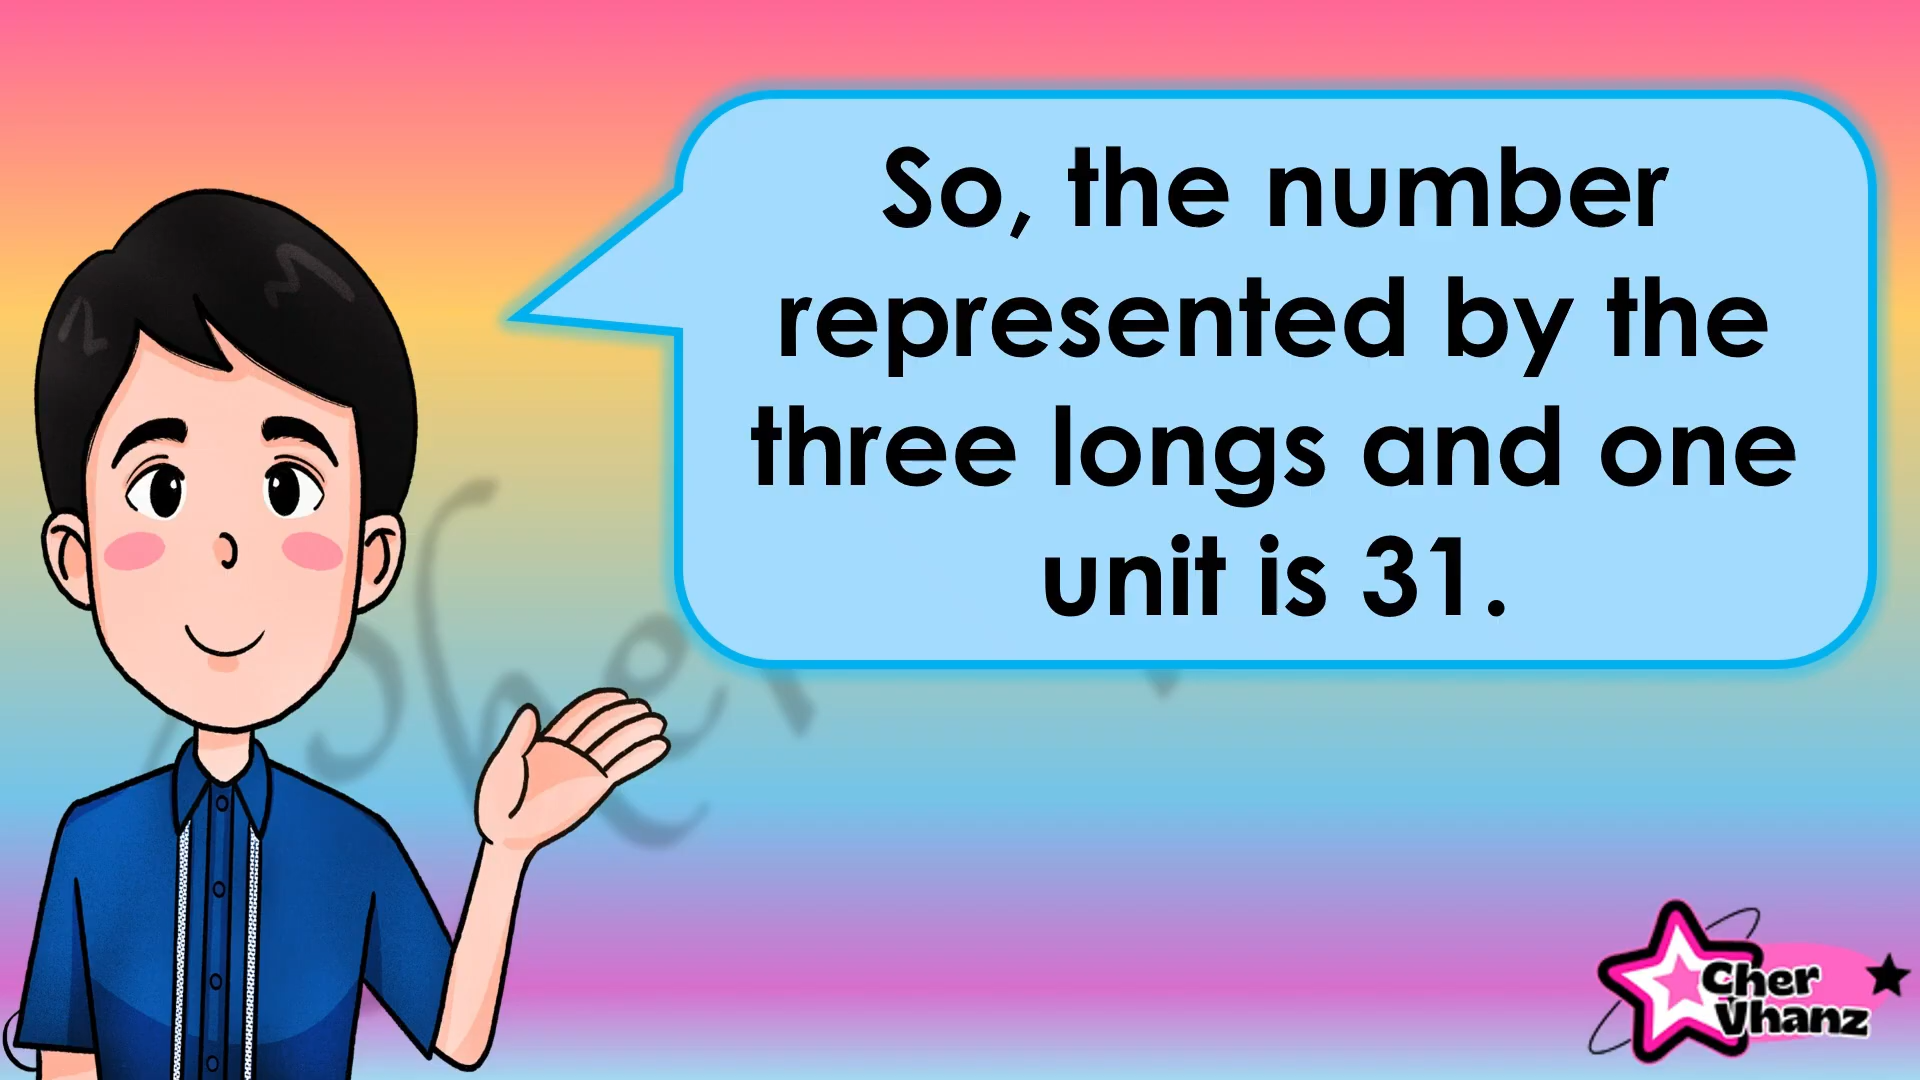 So, the number
represented by the
three longs and one
unit is 31.
Cher
Vhanz